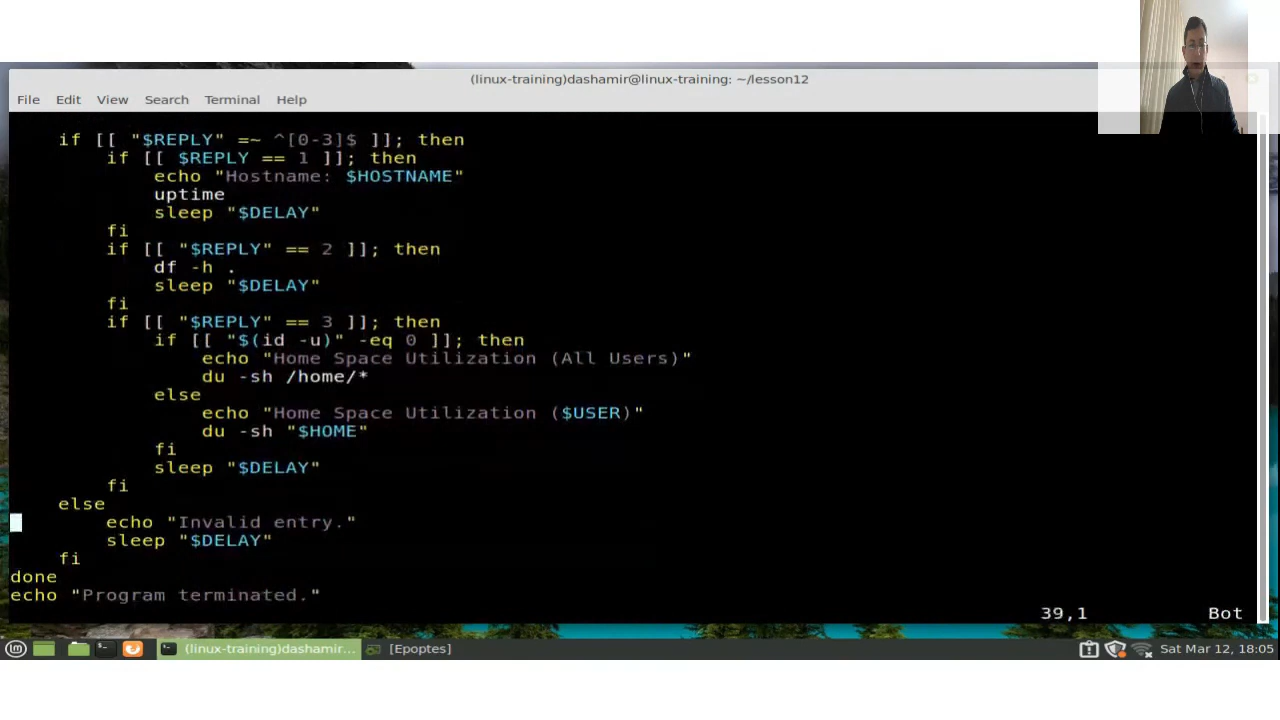 (linux-training)dashamir@linux-training: ~/lesson12
File Edit View Search Terminal Help
if [[ "$REPLY" =~ ^[0-3]$ ]]; then
if [[ $REPLY == 1 ]]; then
echo "Hostname: $HOSTNAME"
uptime
sleep "$DELAY"
fi
if [[ "$REPLY" == 2 ]]; then
df -h .
sleep "$DELAY"
fi
if [[ "$REPLY" == 3 ]]; then
if [[ "$(id -u)" -eq 0 ]]; then
echo "Home Space Utilization (All Users)"
du -sh /home/*
else
echo "Home Space Utilization ($USER)"
du -sh "$HOME"
fi
sleep "$DELAY"
fi
else
echo "Invalid entry."
sleep "$DELAY"
fi
done
echo "Program terminated."
39,1 Bot
(linux-training)dashamir... [Epoptes] Sat Mar 12, 18:05